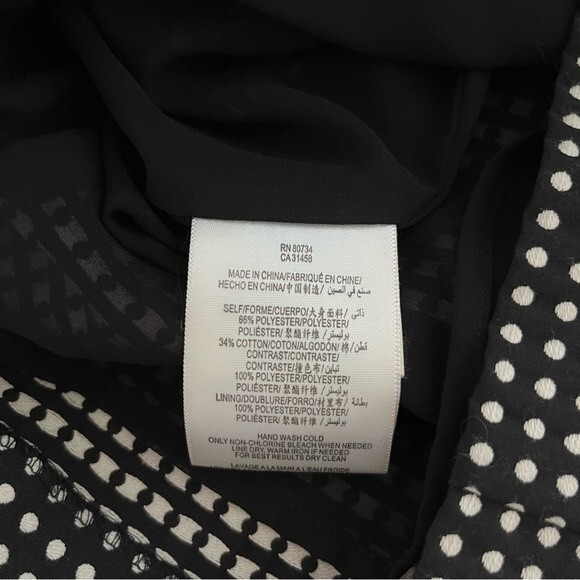 RN 80734
CA 31458
MADE IN CHINA/FABRIQUÉ EN CHINE/
HECHO EN CHINA/中国制造/ صنع في الصين
SELF/FORME/CUERPO/大身面料/ ذاتي
66% POLYESTER/POLYESTER/
POLIÉSTER/聚酯纤维/ بوليستر
34% COTTON/COTON/ALGODÓN/棉/ قطن
CONTRAST/CONTRASTE/
CONTRASTE/撞色布/ تباين
100% POLYESTER/POLYESTER/
POLIÉSTER/聚酯纤维/ بوليستر
LINING/DOUBLURE/FORRO/衬里布/ بطانة
100% POLYESTER/POLYESTER/
POLIÉSTER/聚酯纤维/ بوليستر
HAND WASH COLD
ONLY NON-CHLORINE BLEACH WHEN NEEDED
LINE DRY, WARM IRON IF NEEDED
FOR BEST RESULTS DRY CLEAN
LAVAGE A LA MAIN A L'EAU FROIDE